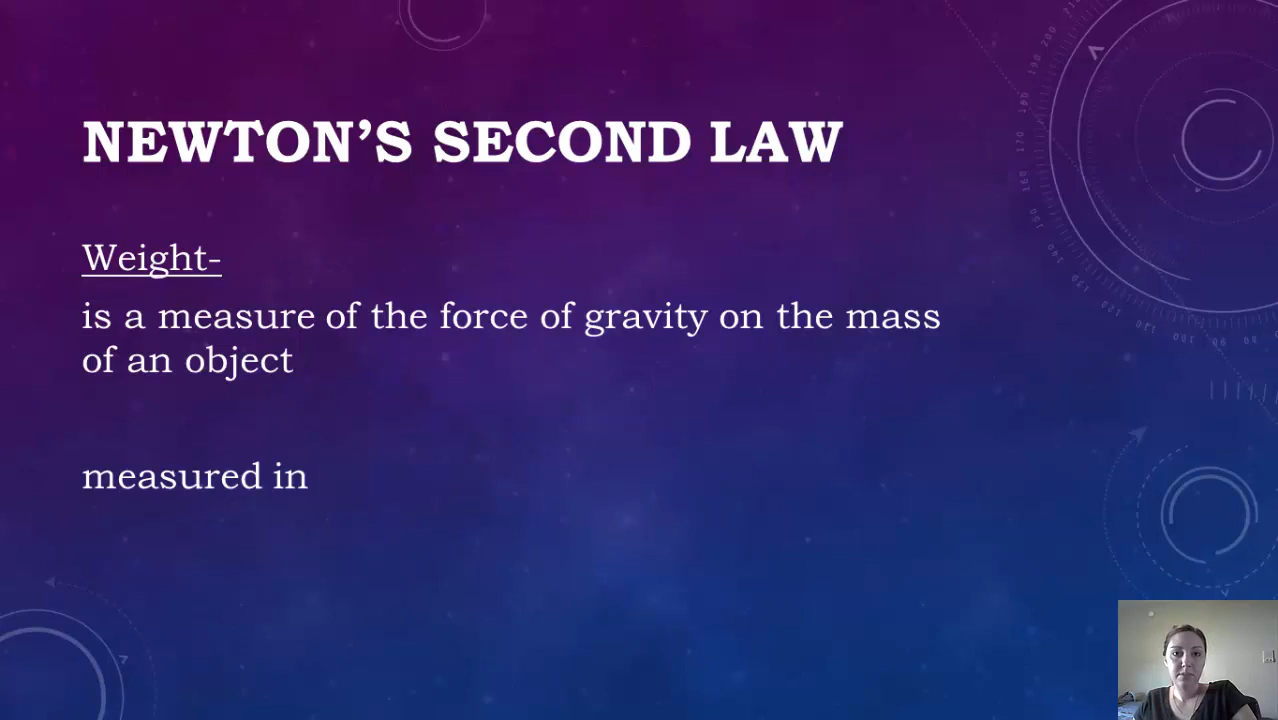 NEWTON'S SECOND LAW
Weight-
is a measure of the force of gravity on the mass
of an object
measured in